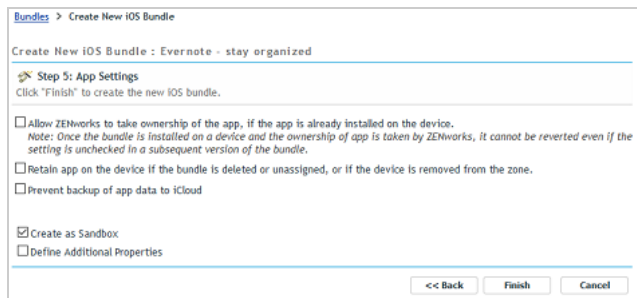 Bundles > Create New iOS Bundle
Create New iOS Bundle : Evernote - stay organized
Step 5: App Settings
Click "Finish" to create the new iOS bundle.
Allow ZENworks to take ownership of the app, if the app is already installed on the device.
Note: Once the bundle is installed on a device and the ownership of app is taken by ZENworks, it cannot be reverted even if the
setting is unchecked in a subsequent version of the bundle.
Retain app on the device if the bundle is deleted or unassigned, or if the device is removed from the zone.
Prevent backup of app data to iCloud
Create as Sandbox
Define Additional Properties
<< Back Finish Cancel